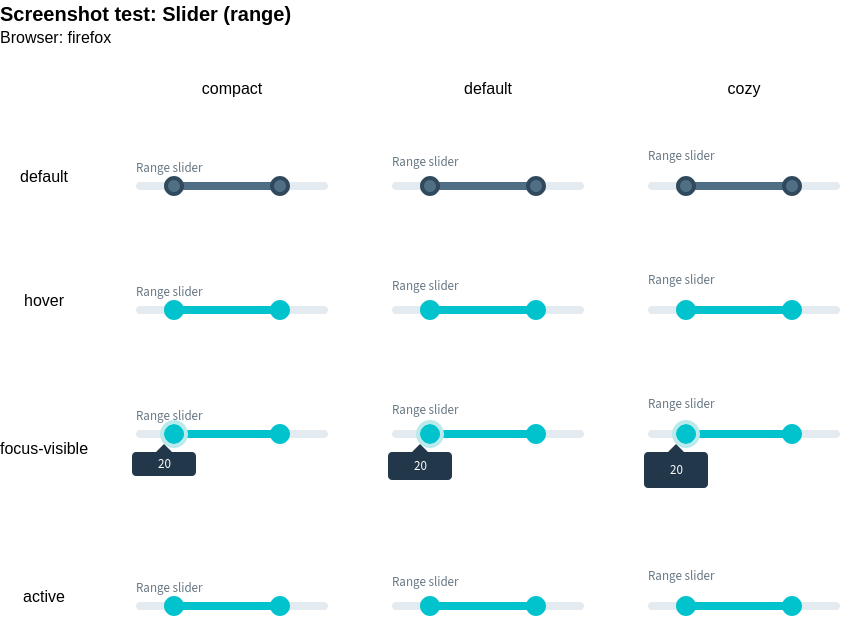 Screenshot test: Slider (range)
Browser: firefox
compact default cozy
default Range slider Range slider Range slider
hover Range slider Range slider Range slider
focus-visible Range slider Range slider Range slider
20 20 20
active Range slider Range slider Range slider